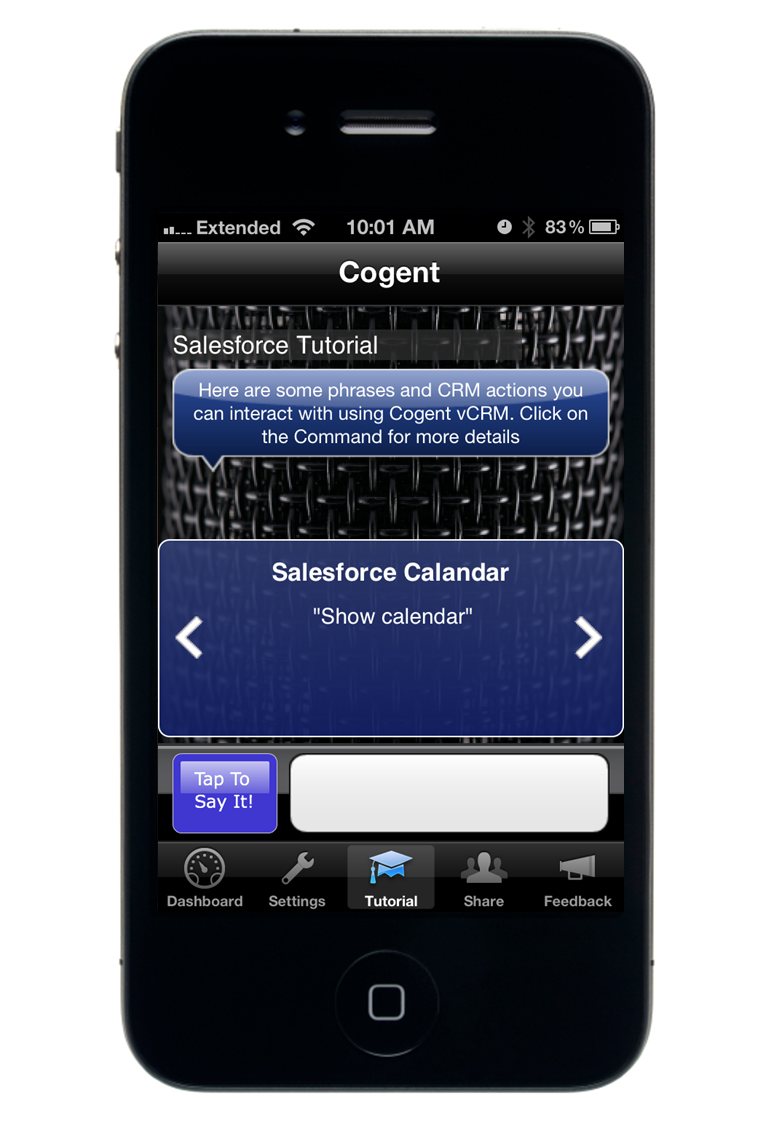 Extended 10:01 AM 83%
Cogent
Salesforce Tutorial
Here are some phrases and CRM actions you
can interact with using Cogent vCRM. Click on
the Command for more details
Salesforce Calandar
"Show calendar"
Tap To
Say It!
Dashboard Settings Tutorial Share Feedback